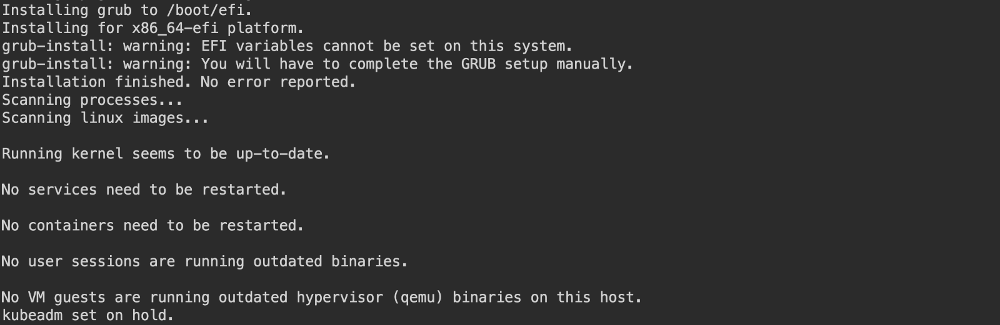 Installing grub to /boot/efi.
Installing for x86_64-efi platform.
grub-install: warning: EFI variables cannot be set on this system.
grub-install: warning: You will have to complete the GRUB setup manually.
Installation finished. No error reported.
Scanning processes...
Scanning linux images...
Running kernel seems to be up-to-date.
No services need to be restarted.
No containers need to be restarted.
No user sessions are running outdated binaries.
No VM guests are running outdated hypervisor (qemu) binaries on this host.
kubeadm set on hold.